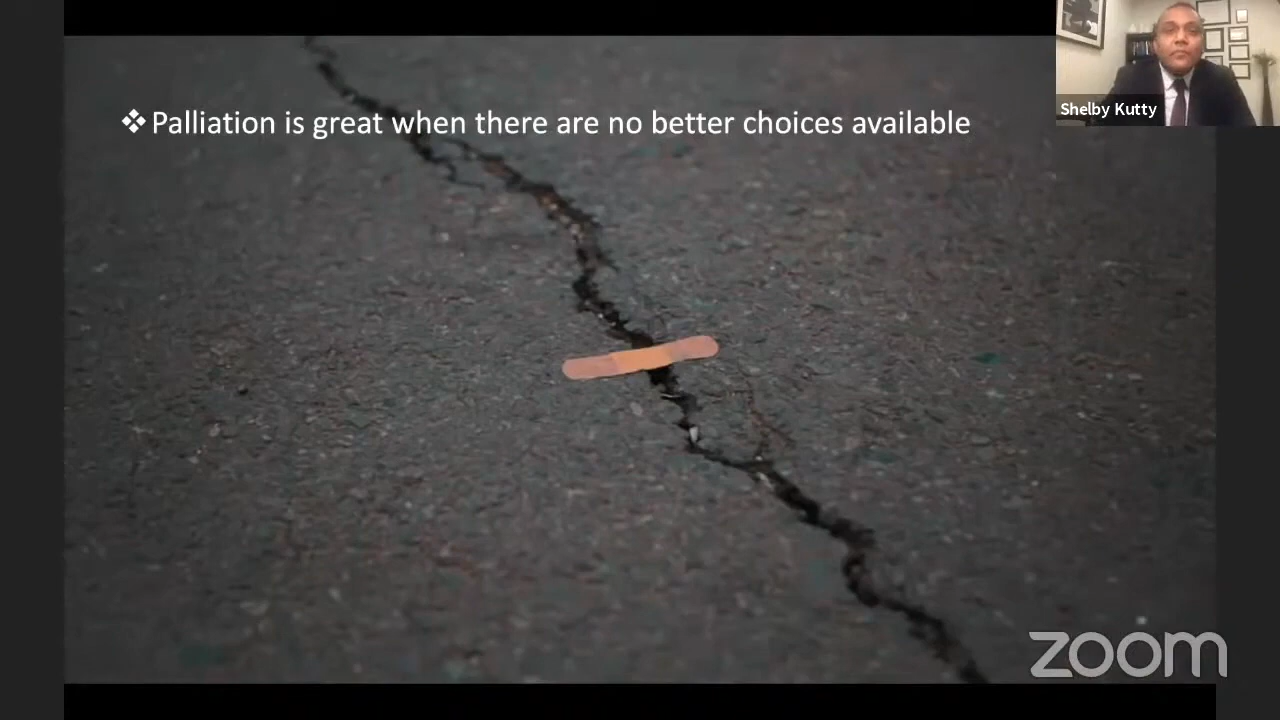 ❖Palliation is great when there are no better choices available
Shelby Kutty
zoom